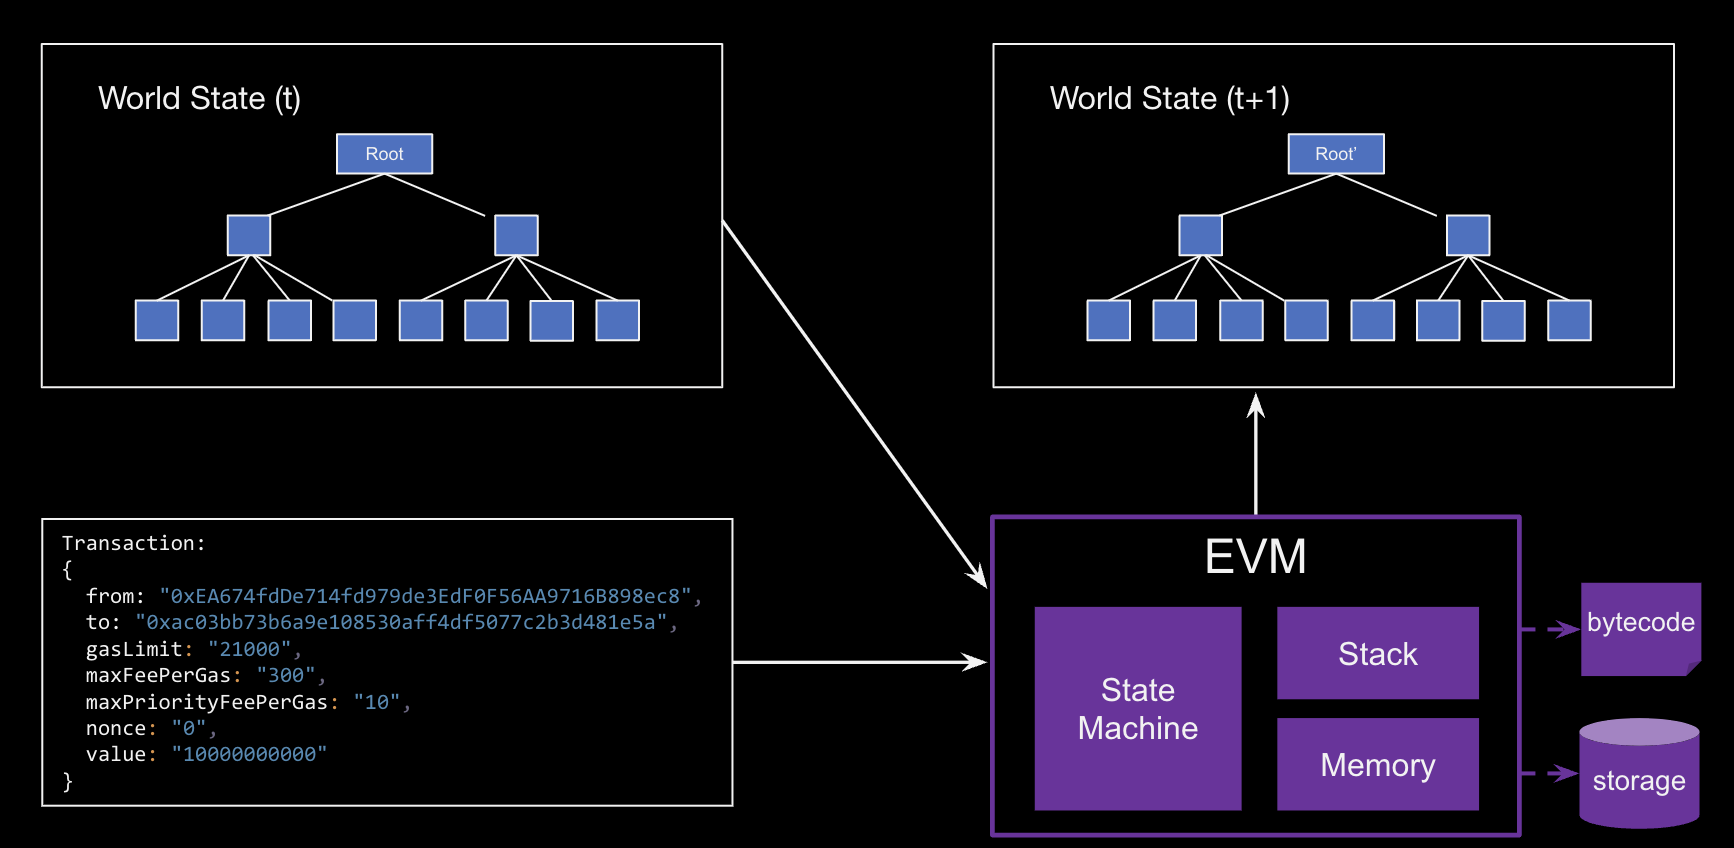 World State (t)
Root
World State (t+1)
Root’
Transaction:
{
from: "0xEA674fdDe714fd979de3EdF0F56AA9716B898ec8",
to: "0xac03bb73b6a9e108530aff4df5077c2b3d481e5a",
gasLimit: "21000",
maxFeePerGas: "300",
maxPriorityFeePerGas: "10",
nonce: "0",
value: "10000000000"
}
EVM
State
Machine
Stack
Memory
bytecode
storage